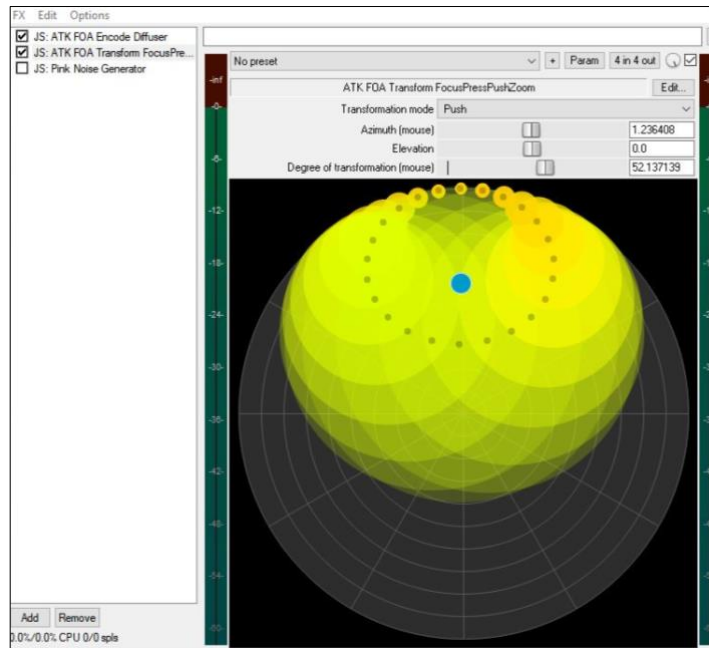 FX Edit Options
JS: ATK FOA Encode Diffuser
JS: ATK FOA Transform FocusPre...
JS: Pink Noise Generator
No preset + Param 4 in 4 out
ATK FOA Transform FocusPressPushZoom Edit...
Transformation mode Push
Azimuth (mouse) 1.236408
Elevation 0.0
Degree of transformation (mouse) 52.137139
-inf
-0-
-6-
-12-
-18-
-24-
-30-
-36-
-42-
-48-
-54-
-60-
Add Remove
0.0%/0.0% CPU 0/0 spls